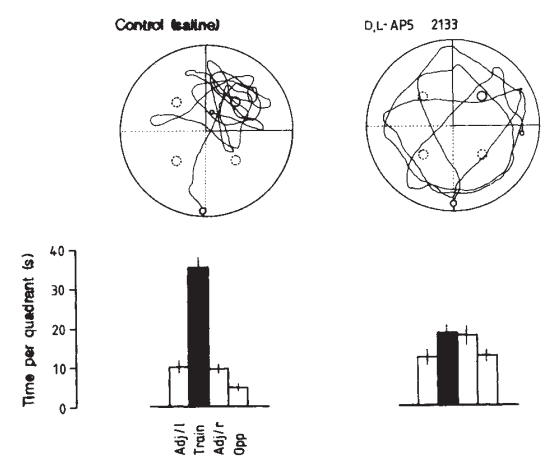 Control (saline)
D,L-AP5 2133
Time per quadrant (s)
40
30
20
10
0
Adj/l
Train
Adj/r
Opp